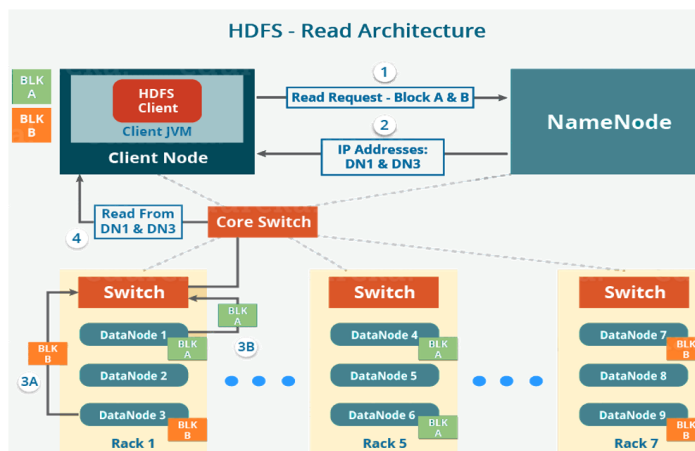 HDFS - Read Architecture
BLK
A
BLK
B
HDFS
Client
Client JVM
Client Node
1
Read Request - Block A & B
2
IP Addresses:
DN1 & DN3
NameNode
4
Read From
DN1 & DN3
Core Switch
Switch
DataNode 1
BLK
A
DataNode 2
DataNode 3
BLK
B
Rack 1
BLK
B
3A
BLK
A
3B
Switch
DataNode 4
BLK
A
DataNode 5
DataNode 6
BLK
A
Rack 5
Switch
DataNode 7
BLK
B
DataNode 8
DataNode 9
BLK
B
Rack 7